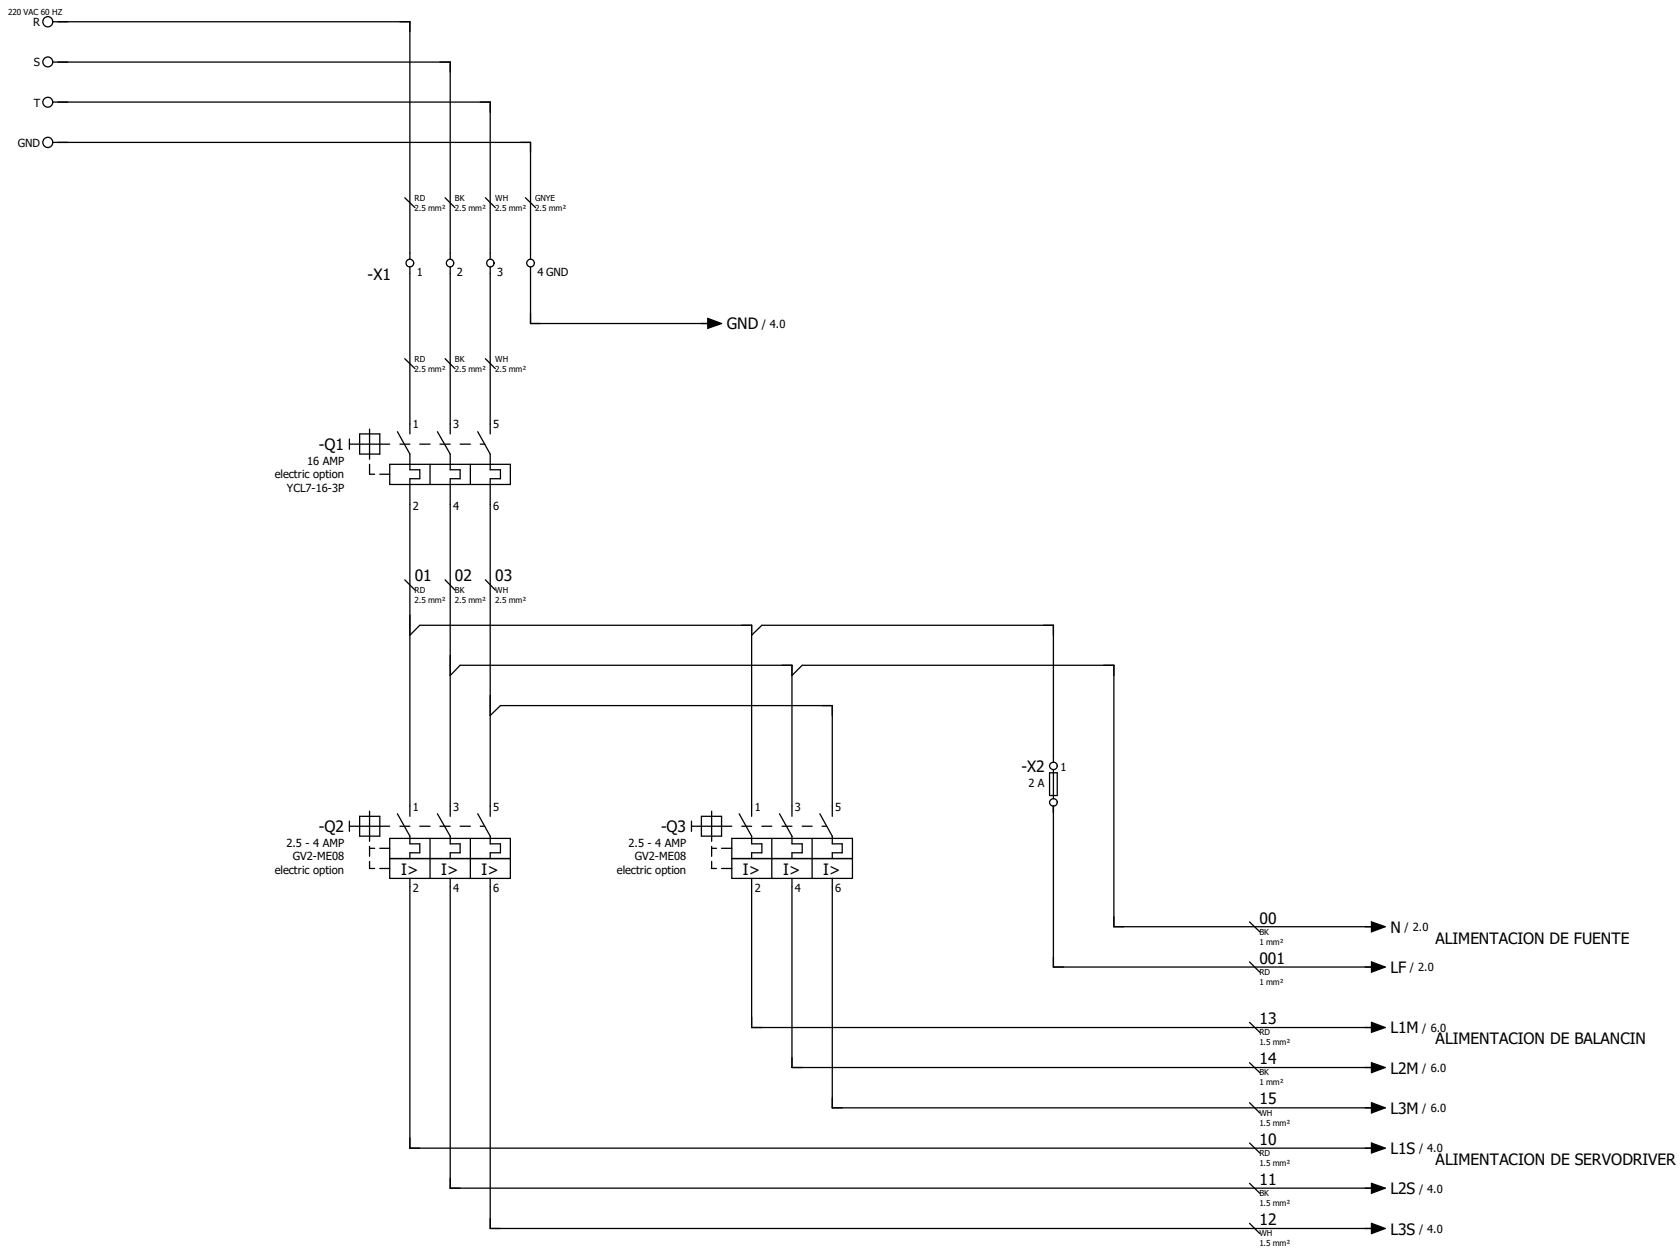 220 VAC 60 HZ
R
S
T
GND
RD
2.5 mm²
BK
2.5 mm²
WH
2.5 mm²
GNYE
2.5 mm²
-X1
1
2
3
4 GND
GND / 4.0
RD
2.5 mm²
BK
2.5 mm²
WH
2.5 mm²
-Q1
16 AMP
electric option
YCL7-16-3P
1
3
5
2
4
6
01
RD
2.5 mm²
02
BK
2.5 mm²
03
WH
2.5 mm²
-X2
1
2 A
-Q2
2.5 - 4 AMP
GV2-ME08
electric option
1
3
5
I>
I>
I>
2
4
6
-Q3
2.5 - 4 AMP
GV2-ME08
electric option
1
3
5
I>
I>
I>
2
4
6
00
BK
1 mm²
N / 2.0
ALIMENTACION DE FUENTE
001
RD
1 mm²
LF / 2.0
13
RD
1.5 mm²
L1M / 6.0
ALIMENTACION DE BALANCIN
14
BK
1 mm²
L2M / 6.0
15
WH
1.5 mm²
L3M / 6.0
10
RD
1.5 mm²
L1S / 4.0
ALIMENTACION DE SERVODRIVER
11
BK
1.5 mm²
L2S / 4.0
12
WH
1.5 mm²
L3S / 4.0